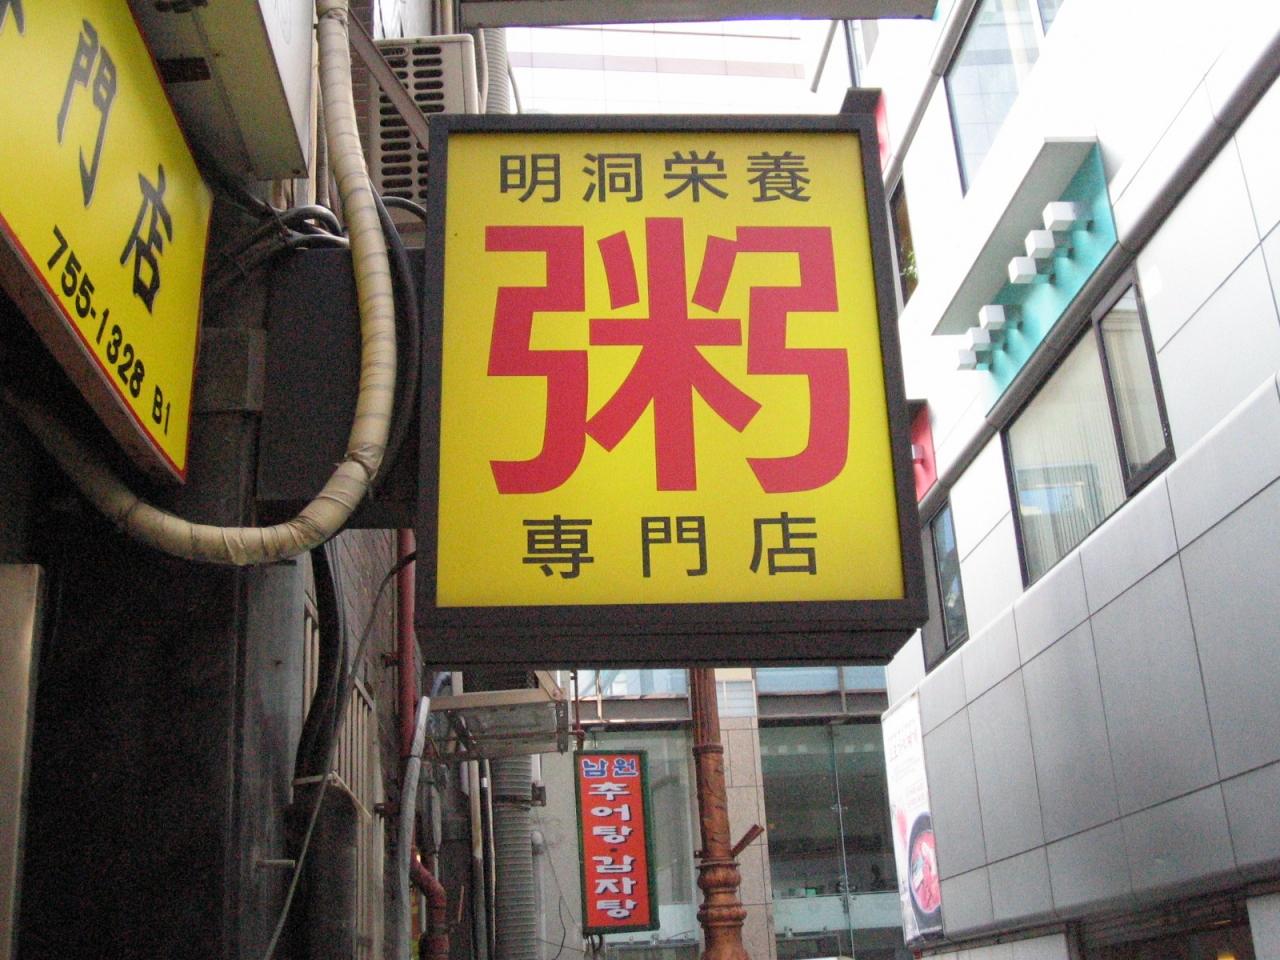 門店
755-1328 B1
明洞栄養
粥
専門店
남원
추어탕·감자탕